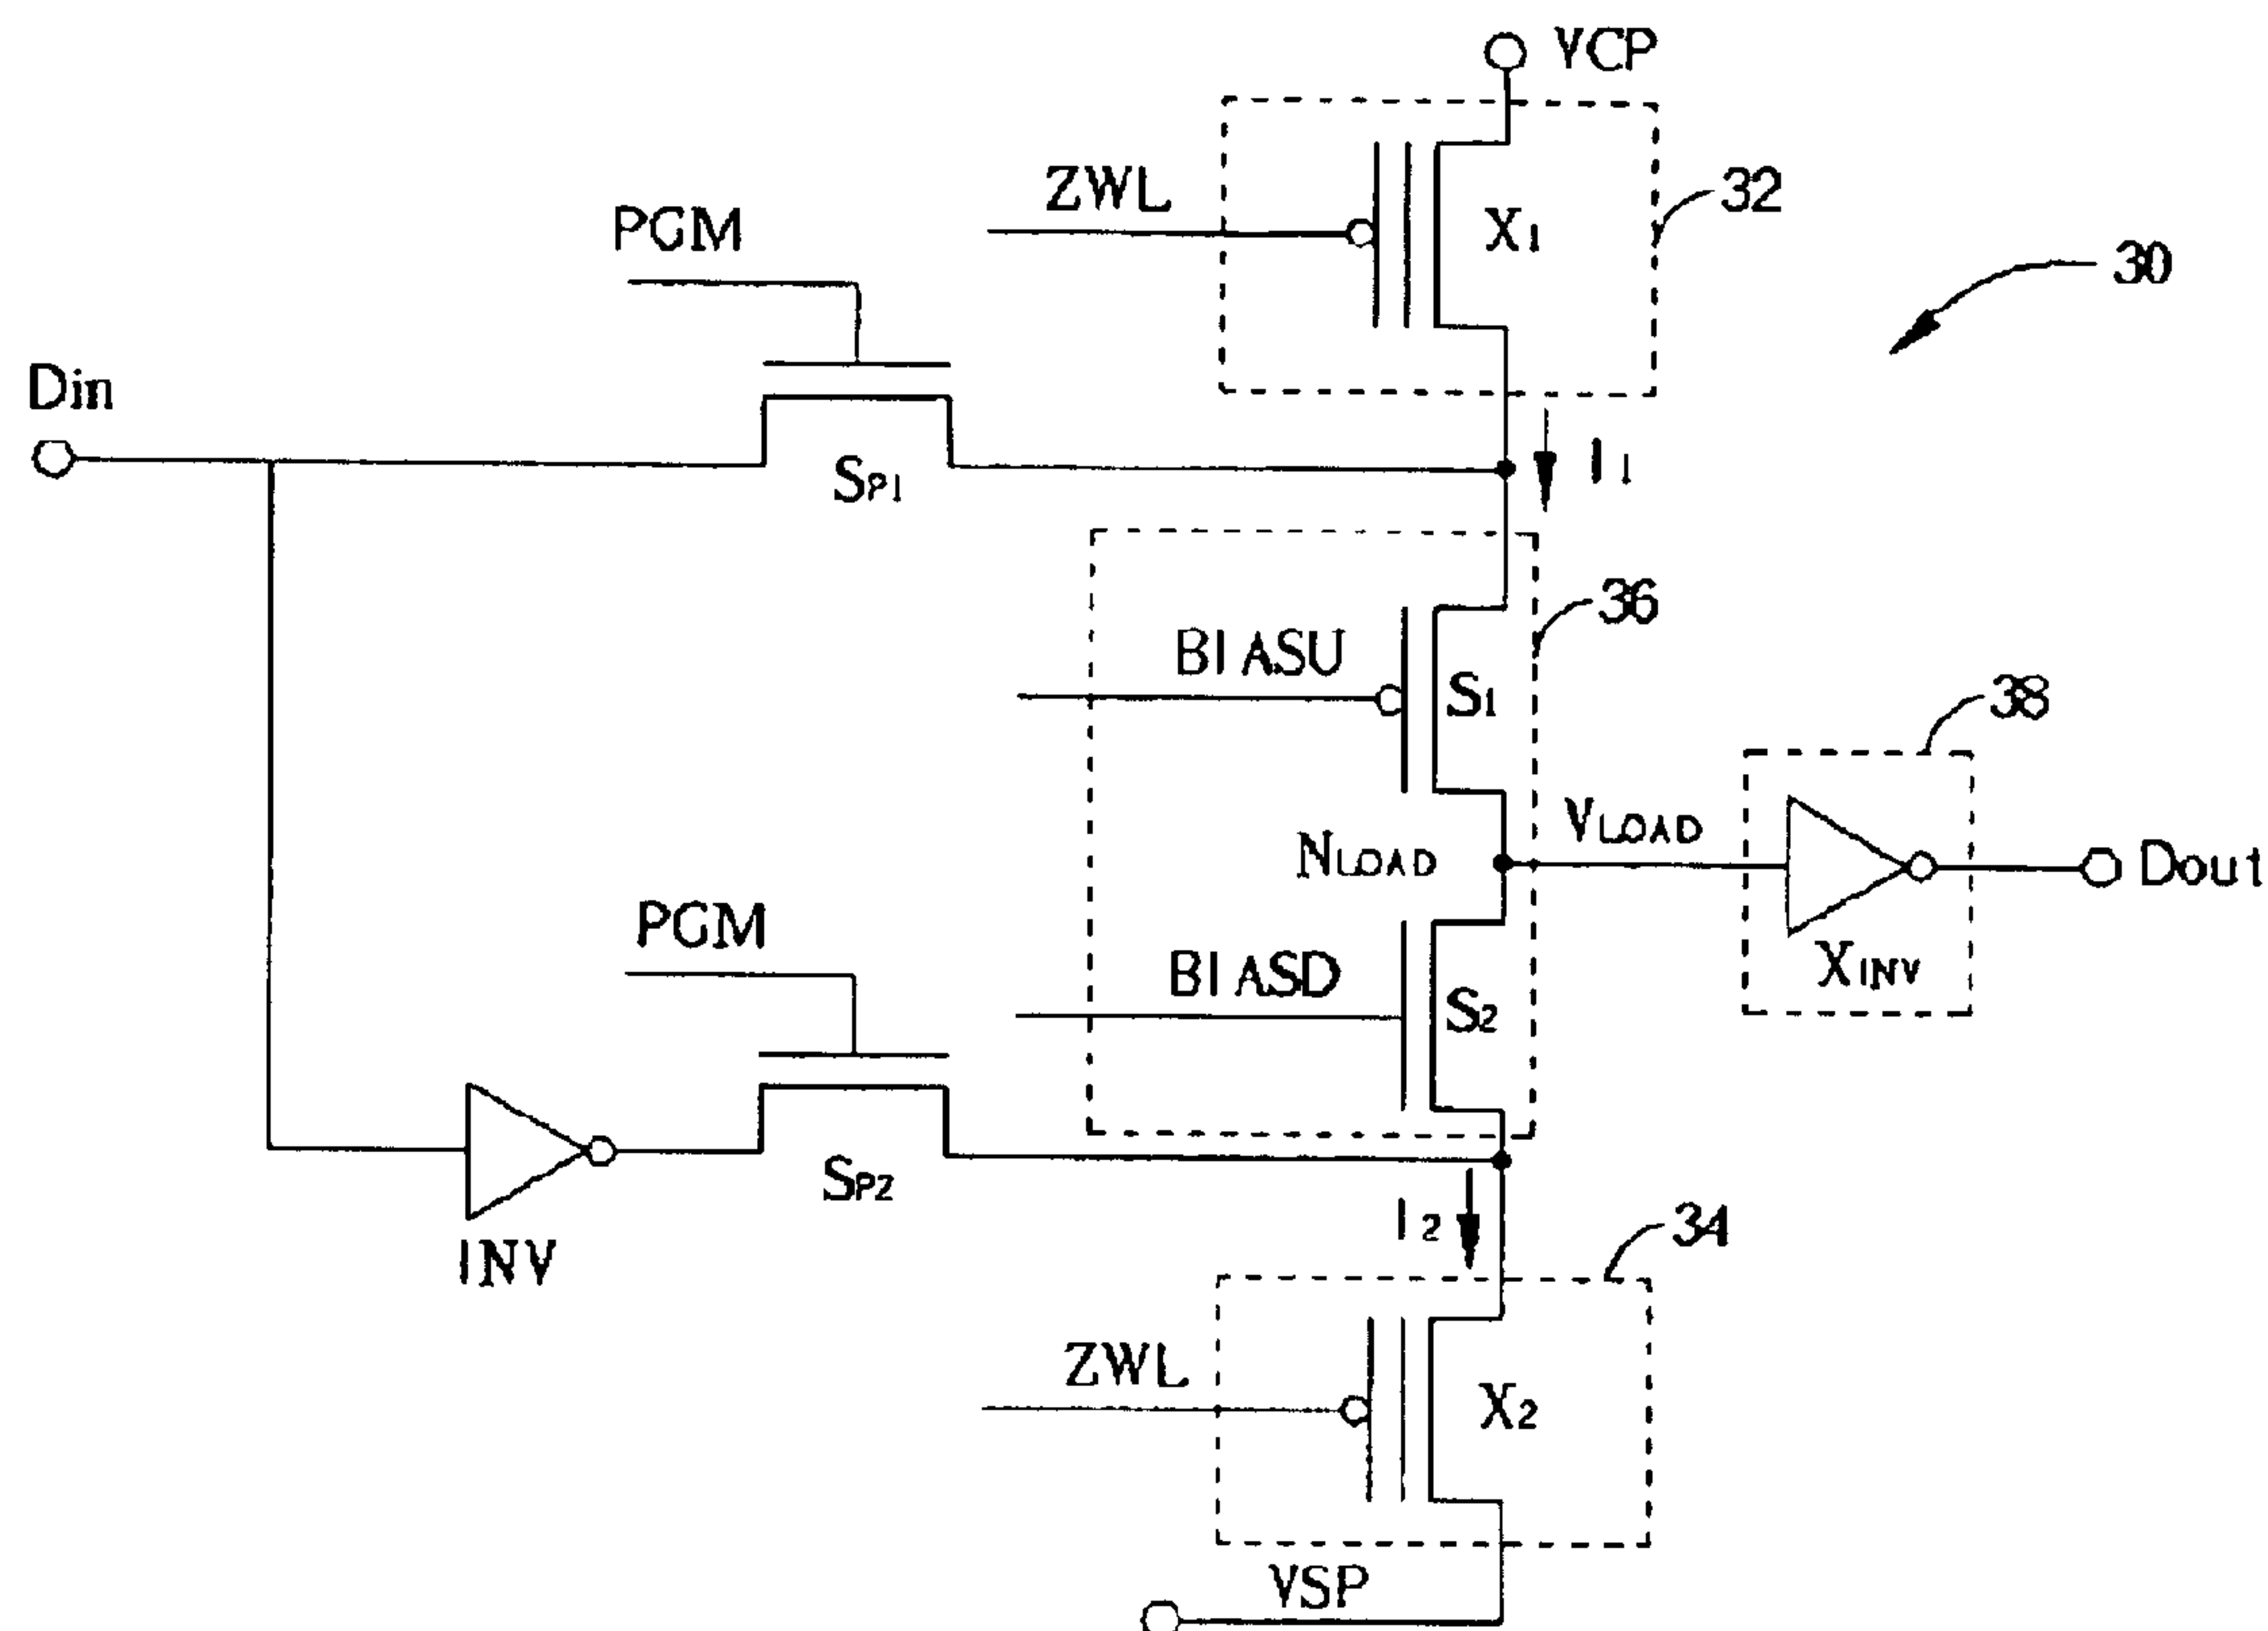 VCP
ZWL
X1
32
PGM
30
Din
SP1
I1
36
BIASU
S1
38
NLOAD
VLOAD
Dout
PGM
BIASD
S2
XINV
SP2
INV
I2
34
ZWL
X2
VSP